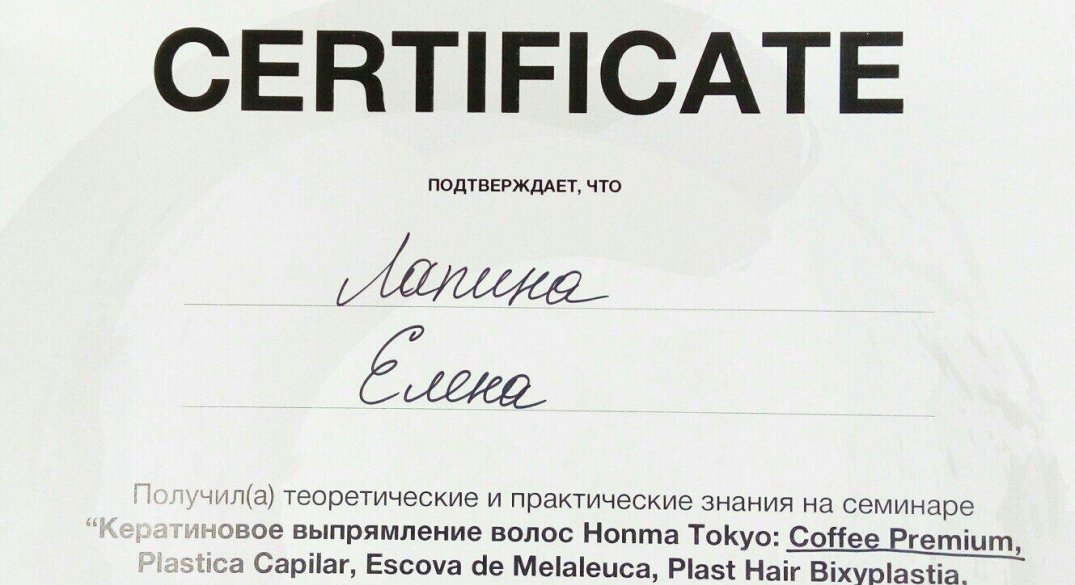 CERTIFICATE
ПОДТВЕРЖДАЕТ, ЧТО
Лапина
Елена
Получил(а) теоретические и практические знания на семинаре
“Кератиновое выпрямление волос Honma Tokyo: Coffee Premium,
Plastica Capilar, Escova de Melaleuca, Plast Hair Bixyplastia.